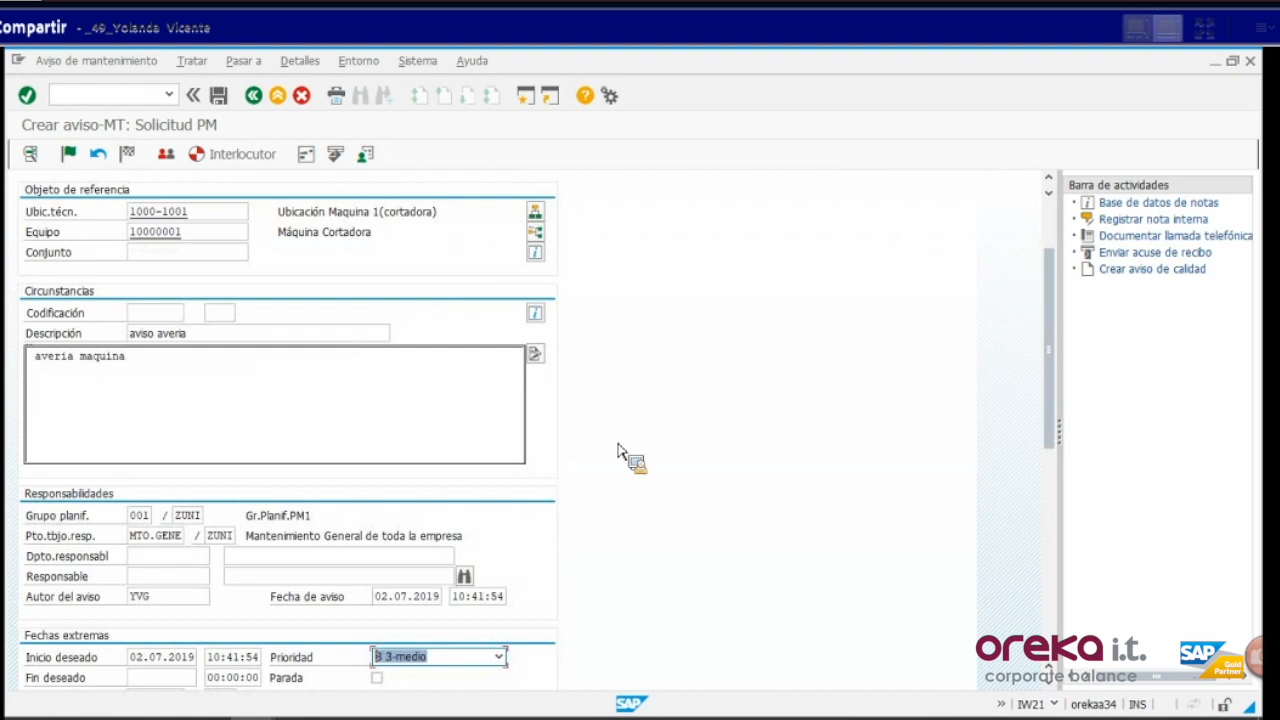 Compartir - _49_Yolanda Vicente
Aviso de mantenimiento Tratar Pasar a Detalles Entorno Sistema Ayuda
Crear aviso-MT: Solicitud PM
Interlocutor
Objeto de referencia
Ubic.técn. 1000-1001 Ubicación Maquina 1(cortadora)
Equipo 10000001 Máquina Cortadora
Conjunto
Circunstancias
Codificación
Descripción aviso averia
averia maquina
Responsabilidades
Grupo planif. 001 / ZUNI Gr.Planif.PM1
Pto.tbjo.resp. MTO.GENE / ZUNI Mantenimiento General de toda la empresa
Dpto.responsabl
Responsable
Autor del aviso YVG Fecha de aviso 02.07.2019 10:41:54
Fechas extremas
Inicio deseado 02.07.2019 10:41:54 Prioridad 3 3-medio
Fin deseado 00:00:00 Parada
Barra de actividades
Base de datos de notas
Registrar nota interna
Documentar llamada telefónica
Enviar acuse de recibo
Crear aviso de calidad
oreka i.t.
corporate balance
SAP Gold Partner
SAP
» IW21 orekaa34 INS